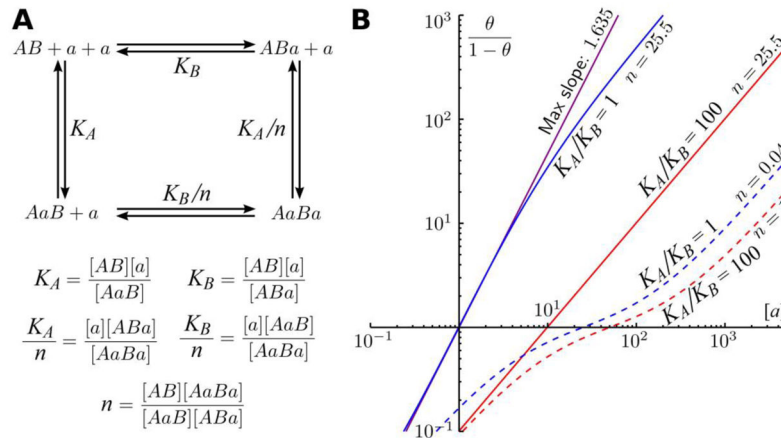 A
AB + a + a
ABa + a
K_B
K_A
K_A/n
K_B/n
AaB + a
AaBa
K_A = [AB][a] / [AaB]
K_B = [AB][a] / [ABa]
K_A / n = [a][ABa] / [AaBa]
K_B / n = [a][AaB] / [AaBa]
n = [AB][AaBa] / [AaB][ABa]
B
10^3
θ / 1 − θ
10^2
10^1
10^-1
Max slope: 1.635
K_A/K_B = 1
n = 25.5
K_A/K_B = 100
n = 25.5
K_A/K_B = 1
K_A/K_B = 100
n =
10^-1
10^1
10^2
10^3